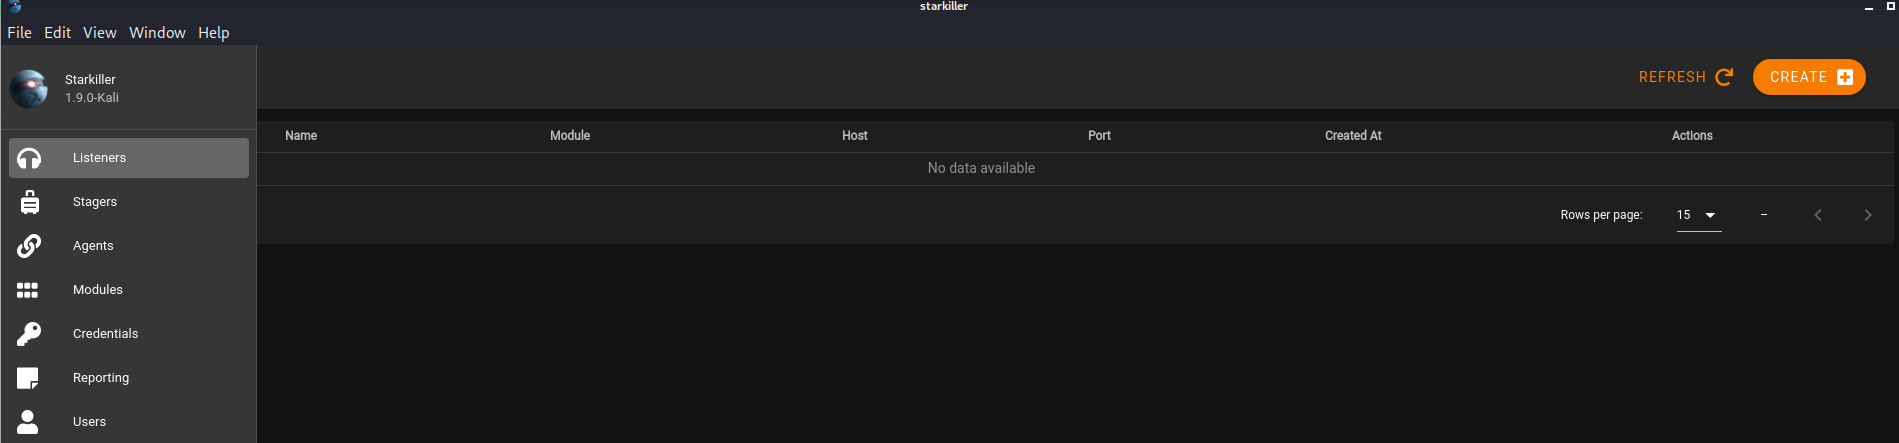 starkiller
File Edit View Window Help
Starkiller
1.9.0-Kali
REFRESH CREATE
Listeners
Stagers
Agents
Modules
Credentials
Reporting
Users
Name Module Host Port Created At Actions
No data available
Rows per page: 15 –